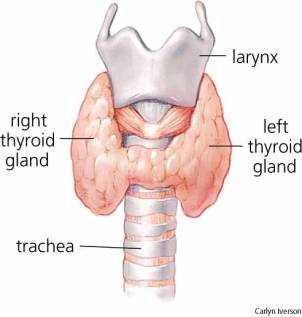 larynx
right
thyroid
gland
left
thyroid
gland
trachea
Carlyn Iverson